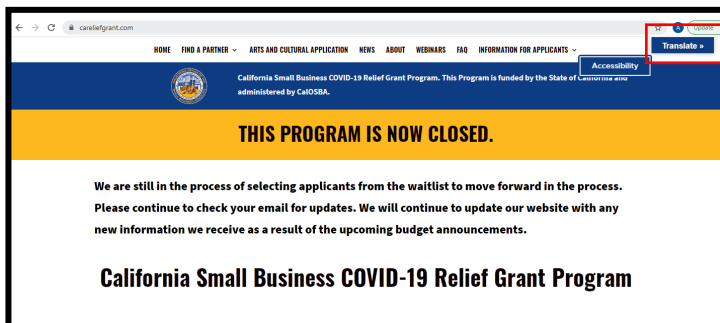 careliefgrant.com
A
Update
HOME FIND A PARTNER ARTS AND CULTURAL APPLICATION NEWS ABOUT WEBINARS FAQ INFORMATION FOR APPLICANTS
Translate »
Accessibility
California Small Business COVID-19 Relief Grant Program. This Program is funded by the State of California and
administered by CalOSBA.
THIS PROGRAM IS NOW CLOSED.
We are still in the process of selecting applicants from the waitlist to move forward in the process.
Please continue to check your email for updates. We will continue to update our website with any
new information we receive as a result of the upcoming budget announcements.
California Small Business COVID-19 Relief Grant Program